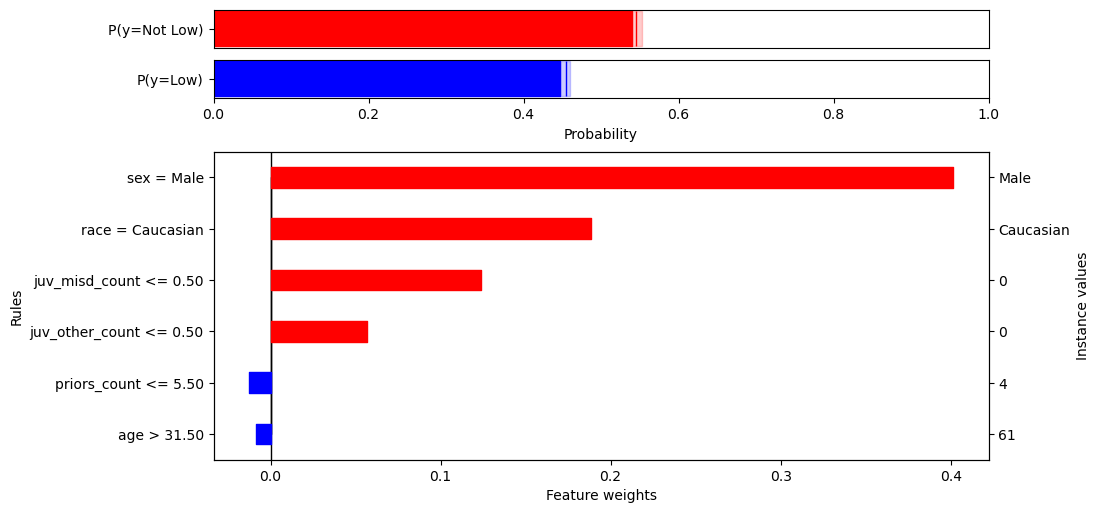 P(y=Not Low)
P(y=Low)
0.0 0.2 0.4 0.6 0.8 1.0
Probability
sex = Male Male
race = Caucasian Caucasian
juv_misd_count <= 0.50 0
juv_other_count <= 0.50 0
priors_count <= 5.50 4
age > 31.50 61
Rules
Instance values
0.0 0.1 0.2 0.3 0.4
Feature weights